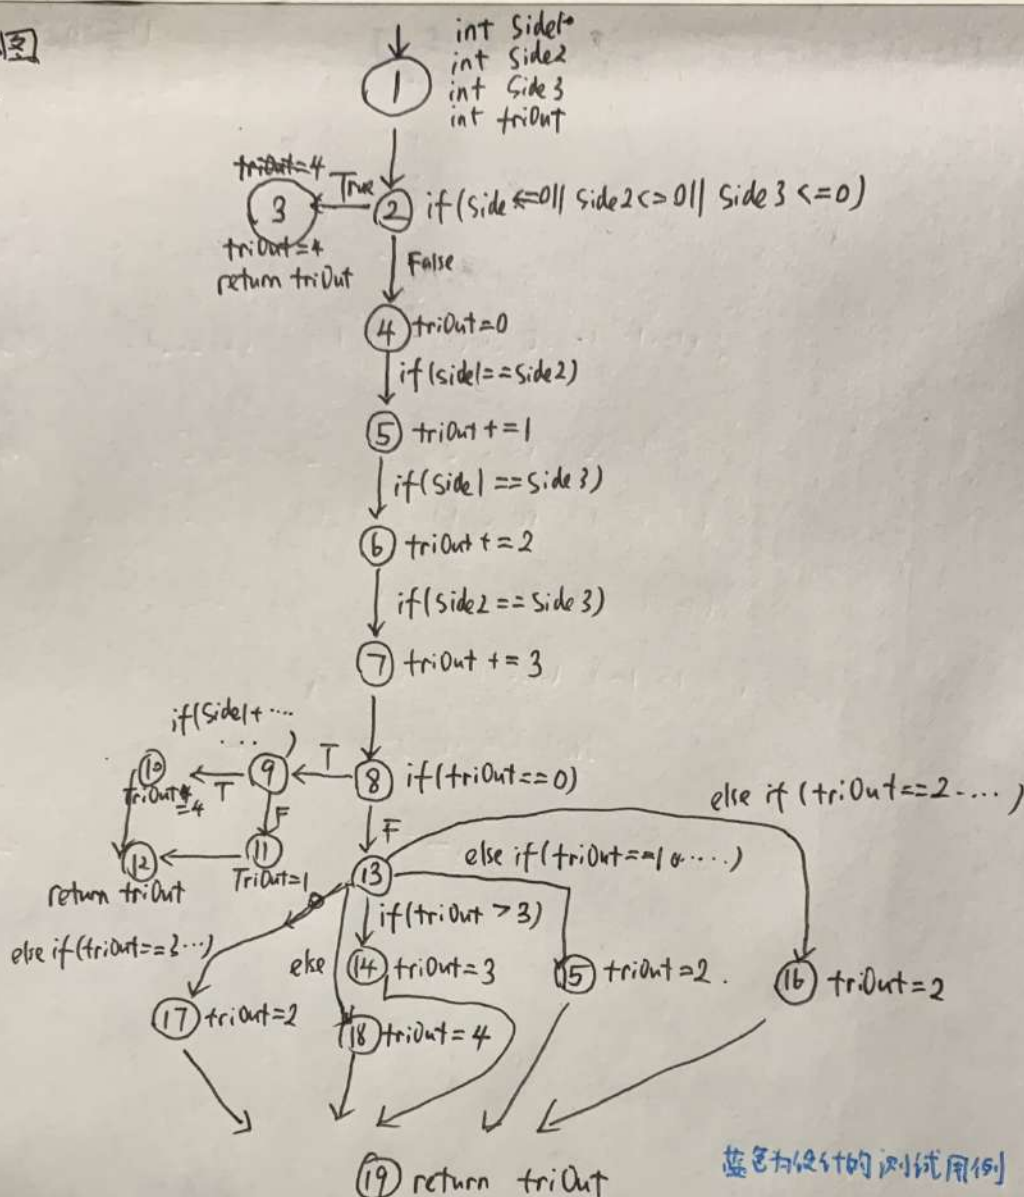 图
int Side1
int Side2
int Side3
int triOut
1
triOut=4
True
3
2
if(side<=0|| side2<=0|| side3<=0)
triOut=4
return triOut
False
4
triOut=0
if(side1==side2)
5
triOut+=1
if(side1==side3)
6
triOut+=2
if(side2==side3)
7
triOut+=3
if(side1+....
...)
10
T
9
T
8
if(triOut==0)
triOut
=4
F
F
else if(triOut==2....)
12
11
return triOut
TriOut=1
13
else if(triOut==1&....)
if(triOut>3)
else if(triOut==3...)
else
14
triOut=3
15
triOut=2.
16
triOut=2
17
triOut=2
18
triOut=4
19
return triOut
蓝色为设计的测试用例